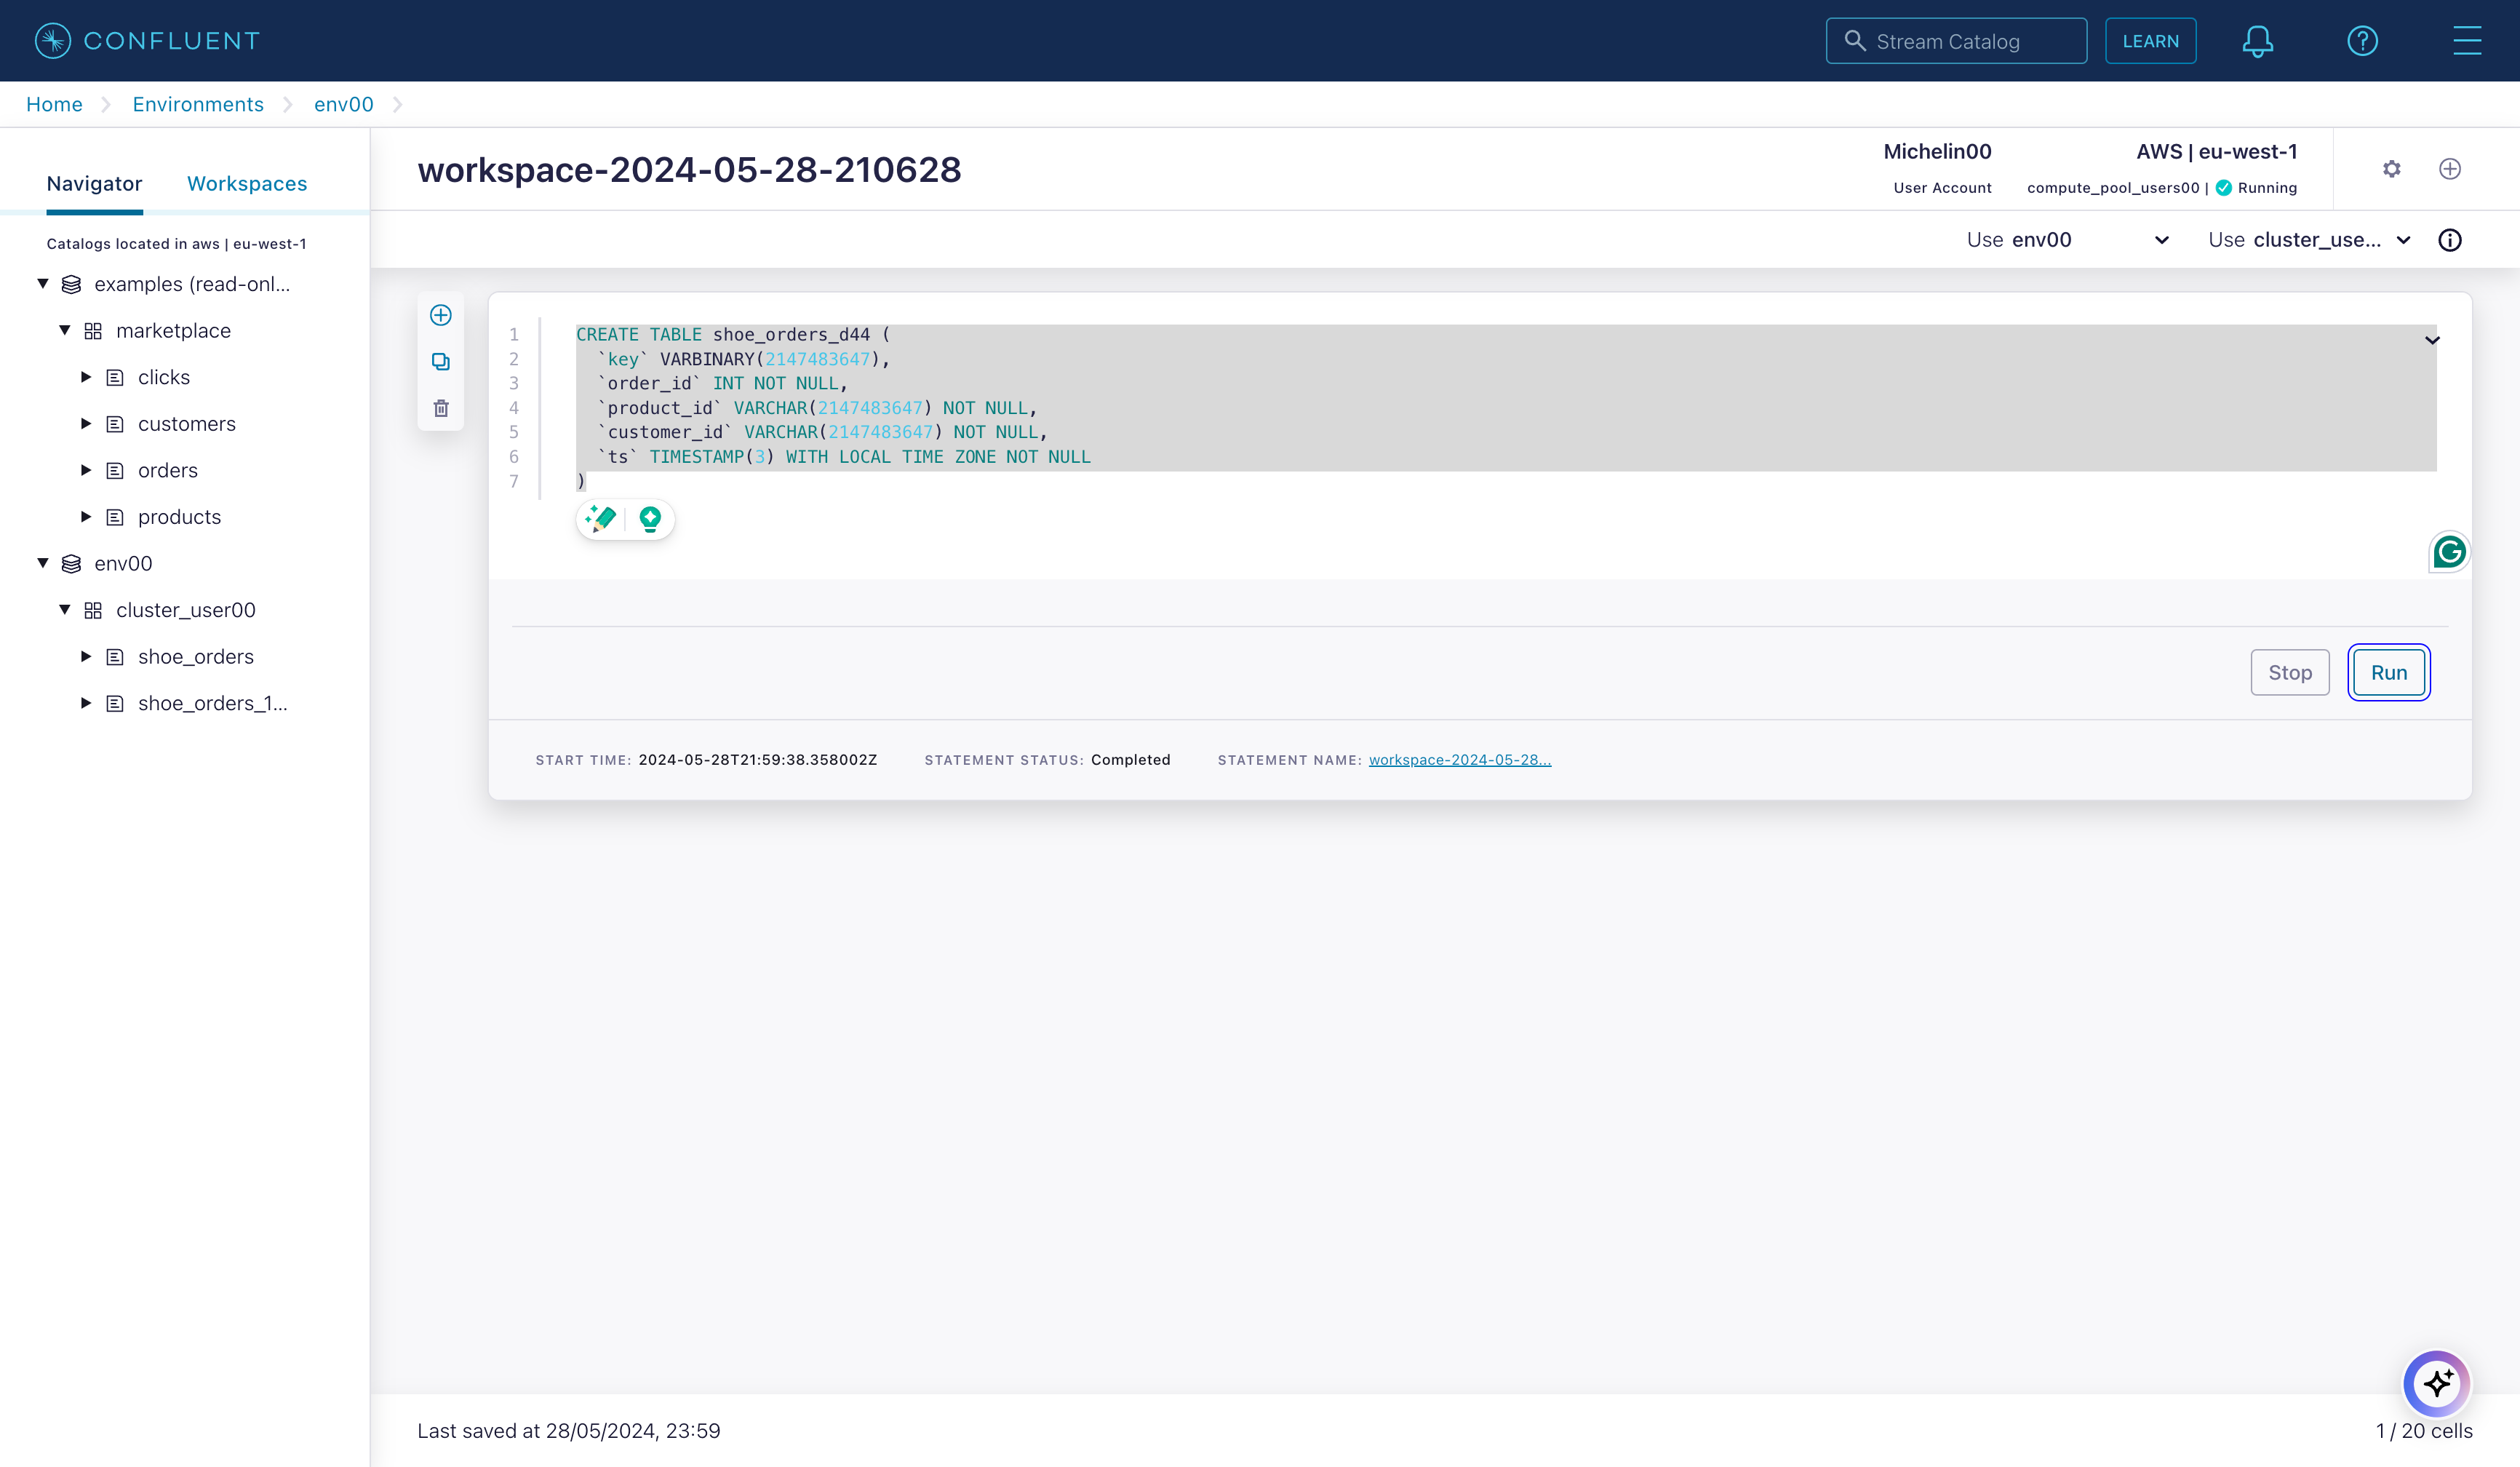 CONFLUENT
Stream Catalog
LEARN
Home
Environments
env00
Navigator
Workspaces
Catalogs located in aws | eu-west-1
examples (read-onl...
marketplace
clicks
customers
orders
products
env00
cluster_user00
shoe_orders
shoe_orders_1...
workspace-2024-05-28-210628
Michelin00
User Account
AWS | eu-west-1
compute_pool_users00 | Running
Use env00
Use cluster_use...
1 CREATE TABLE shoe_orders_d44 (
2 `key` VARBINARY(2147483647),
3 `order_id` INT NOT NULL,
4 `product_id` VARCHAR(2147483647) NOT NULL,
5 `customer_id` VARCHAR(2147483647) NOT NULL,
6 `ts` TIMESTAMP(3) WITH LOCAL TIME ZONE NOT NULL
7 )
Stop
Run
START TIME: 2024-05-28T21:59:38.358002Z
STATEMENT STATUS: Completed
STATEMENT NAME: workspace-2024-05-28...
Last saved at 28/05/2024, 23:59
1 / 20 cells